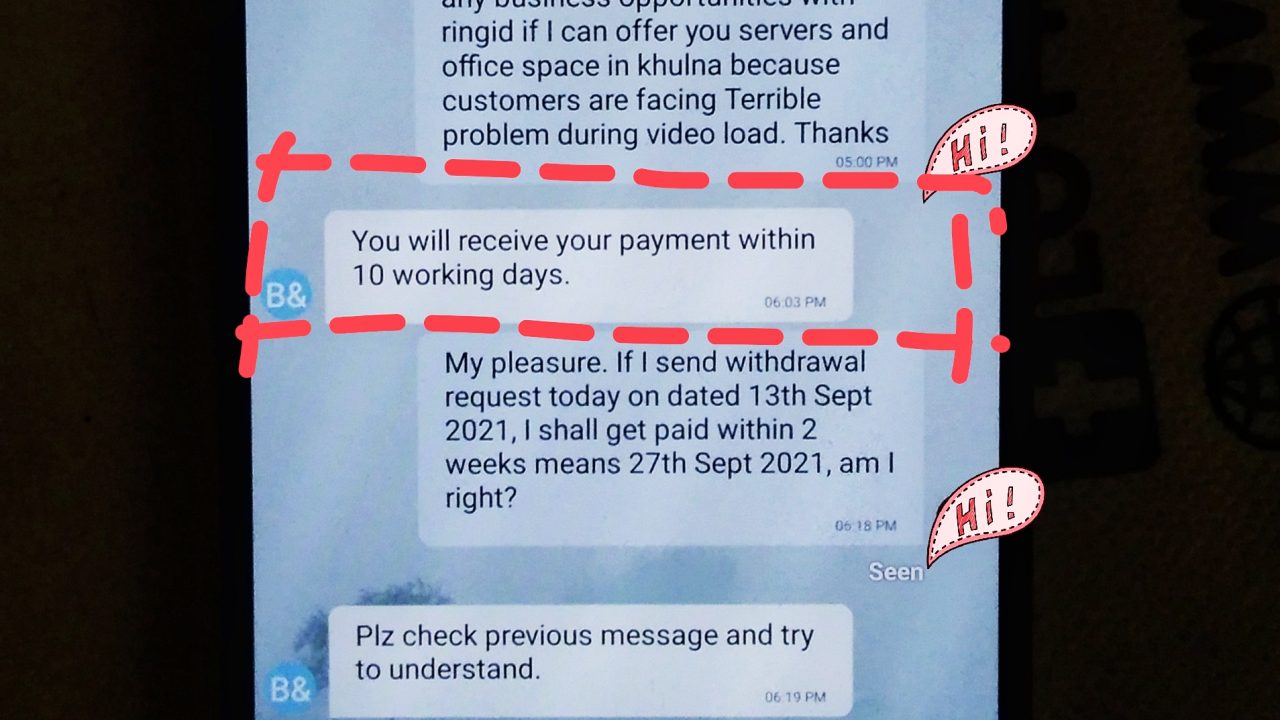 any business opportunities with
ringid if I can offer you servers and
office space in khulna because
customers are facing Terrible
problem during video load. Thanks
05:00 PM
Hi!
You will receive your payment within
10 working days.
B&
06:03 PM
My pleasure. If I send withdrawal
request today on dated 13th Sept
2021, I shall get paid within 2
weeks means 27th Sept 2021, am I
right?
06:18 PM
Hi!
Seen
Plz check previous message and try
to understand.
B&
06:19 PM